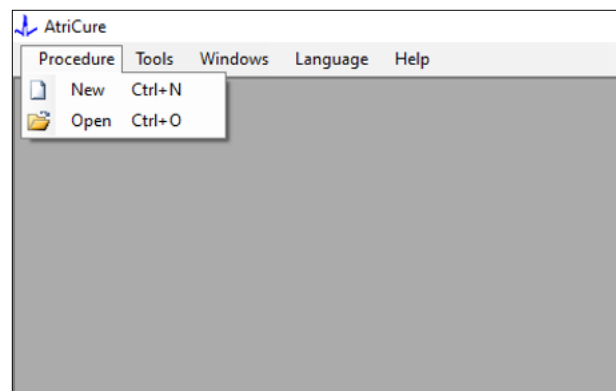 AtriCure
Procedure Tools Windows Language Help
New Ctrl+N
Open Ctrl+O